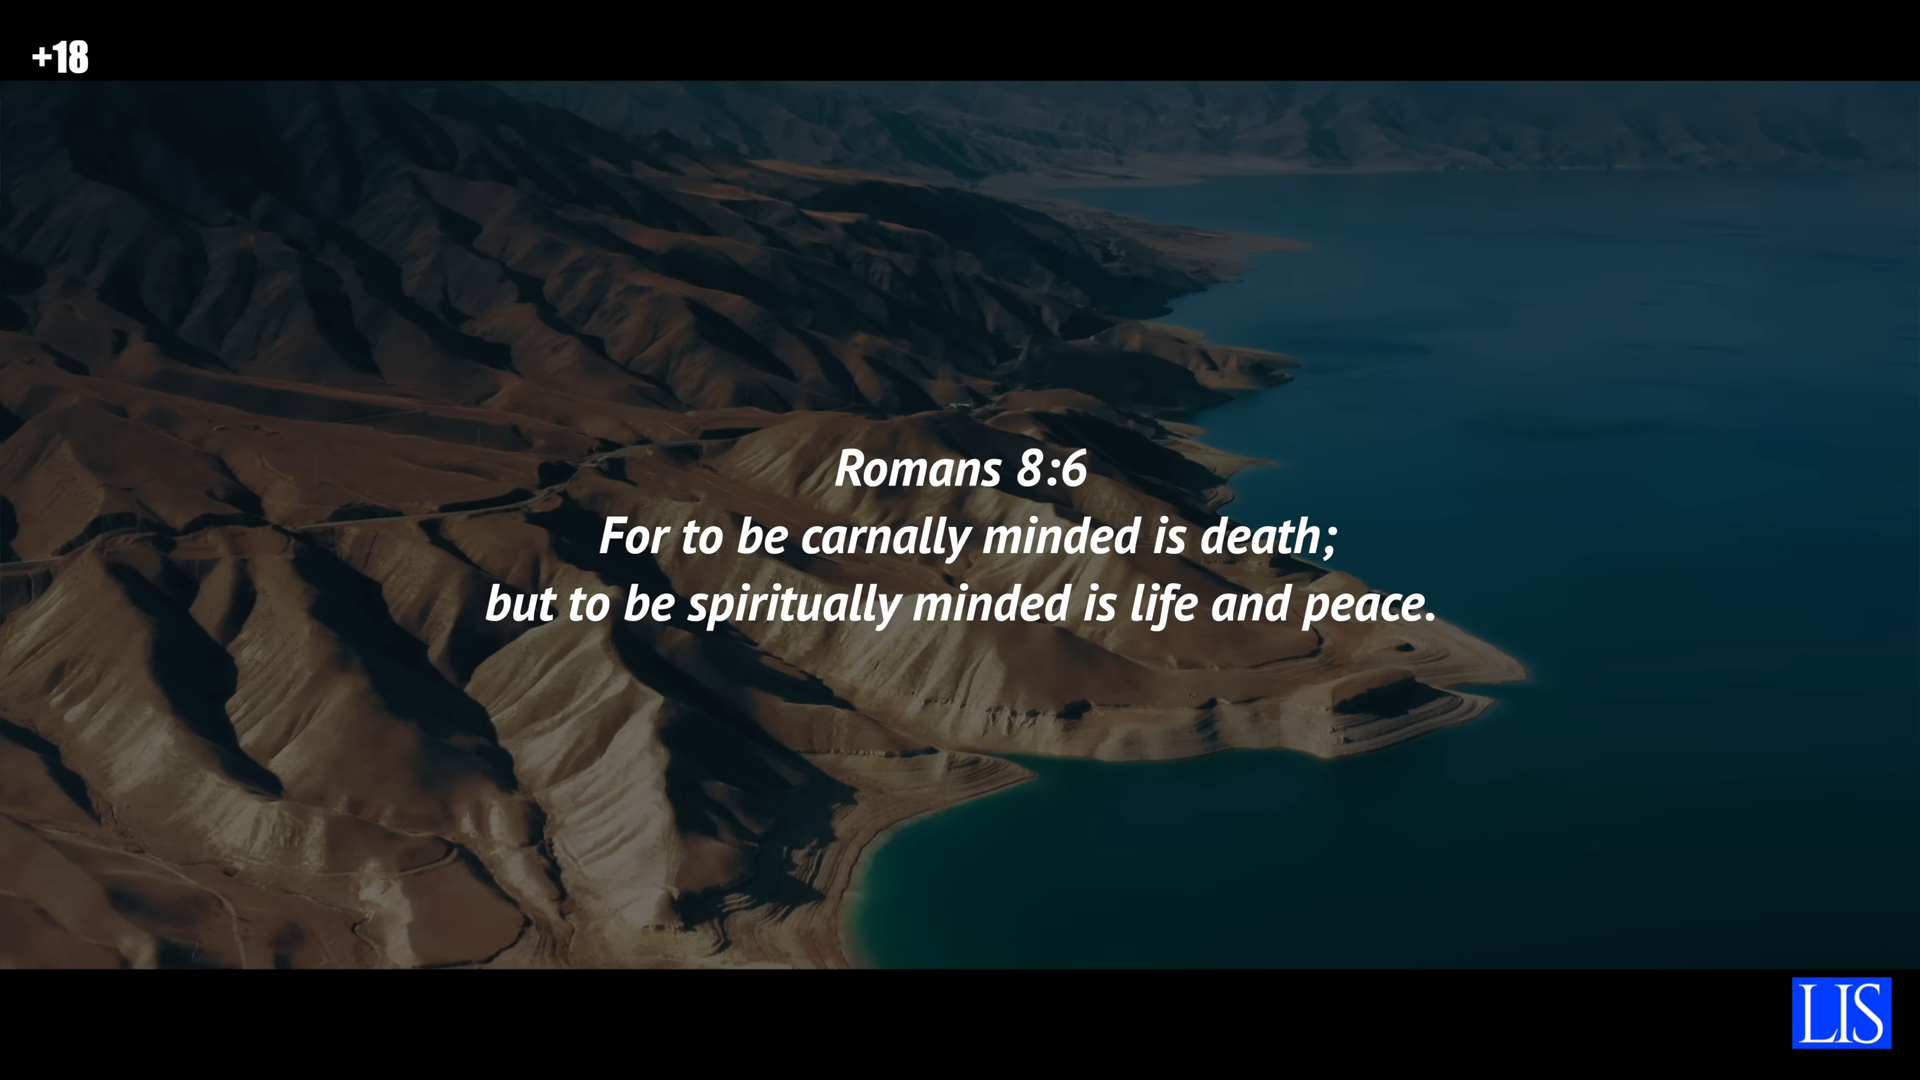 +18
Romans 8:6
For to be carnally minded is death;
but to be spiritually minded is life and peace.
LIS